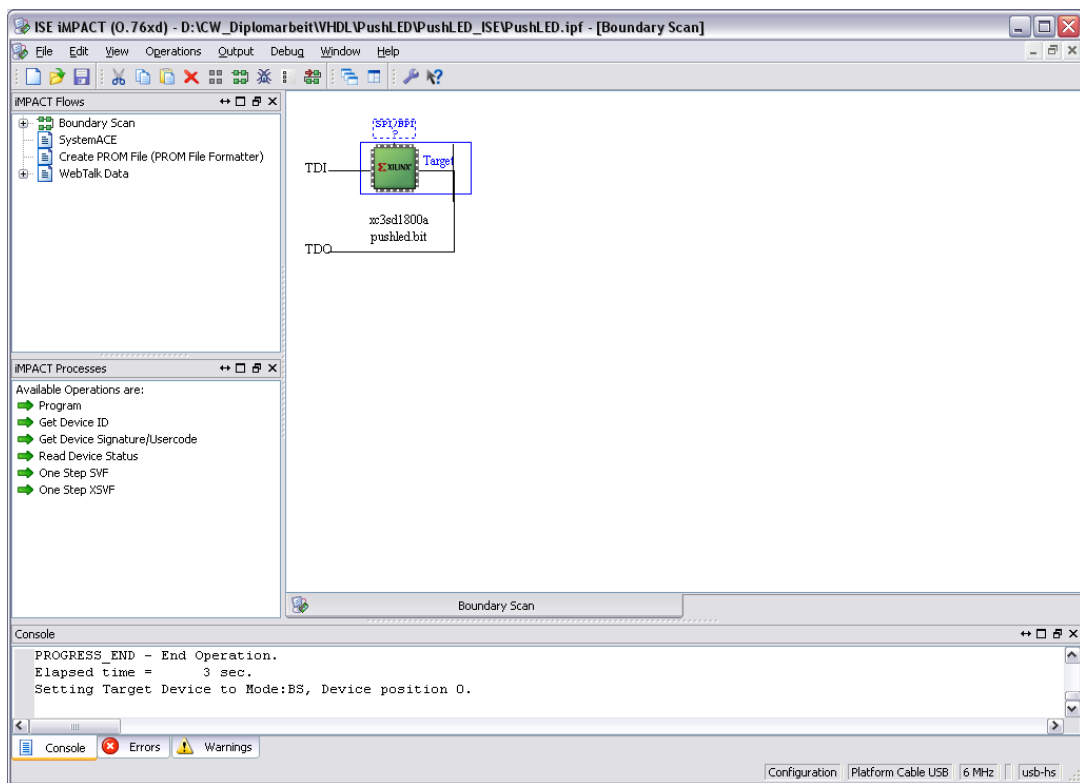 ISE iMPACT (0.76xd) - D:\CW_Diplomarbeit\VHDL\PushLED\PushLED_ISE\PushLED.ipf - [Boundary Scan]
File Edit View Operations Output Debug Window Help
iMPACT Flows
Boundary Scan
SystemACE
Create PROM File (PROM File Formatter)
WebTalk Data
SPI/BPI
?
TDI
XILINX
Target
xc3sd1800a
pushled.bit
TDO
iMPACT Processes
Available Operations are:
Program
Get Device ID
Get Device Signature/Usercode
Read Device Status
One Step SVF
One Step XSVF
Boundary Scan
Console
PROGRESS_END - End Operation.
Elapsed time =      3 sec.
Setting Target Device to Mode:BS, Device position 0.
Console Errors Warnings
Configuration Platform Cable USB 6 MHz usb-hs